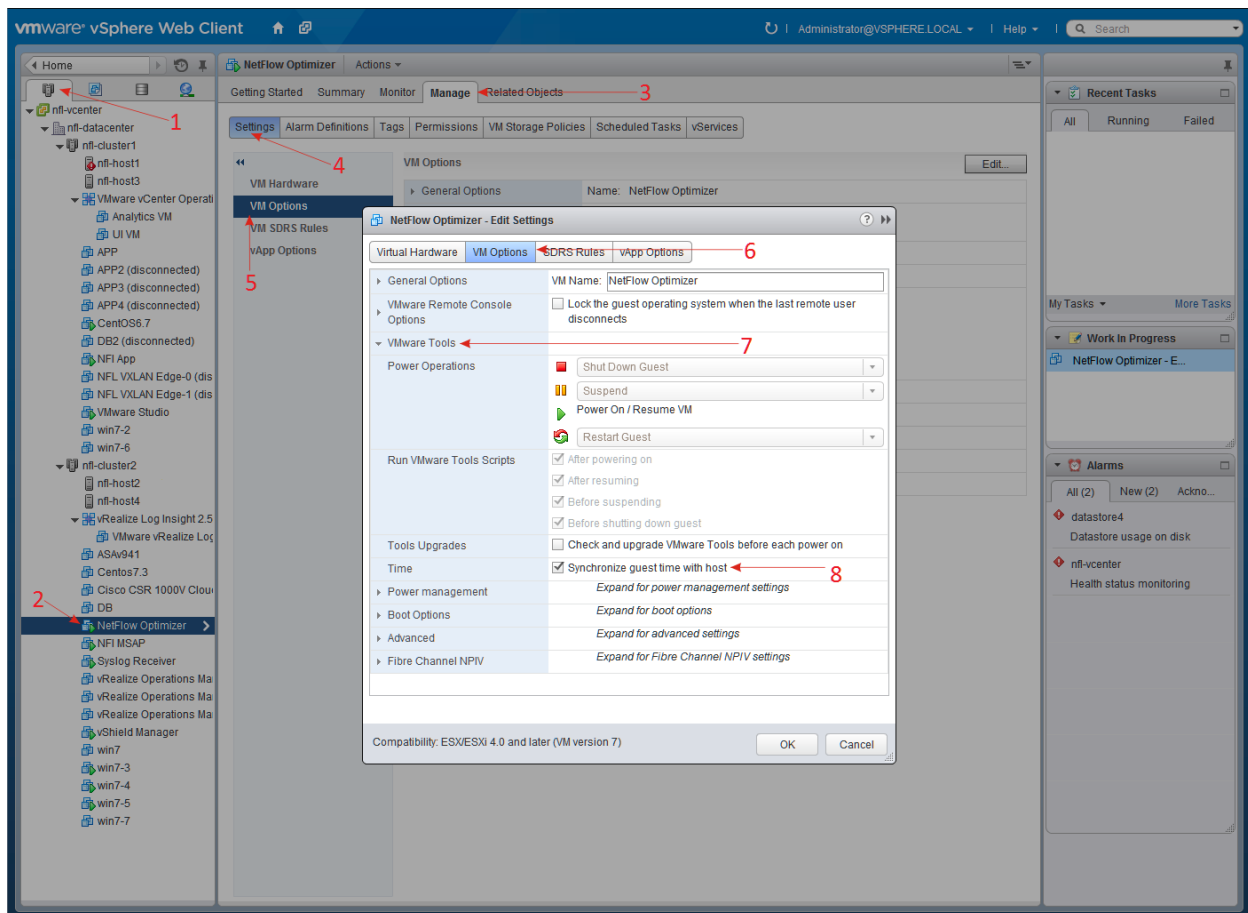 vmware® vSphere Web Client
Administrator@VSPHERE.LOCAL
Help
Search
Home
1
nfl-vcenter
nfl-datacenter
nfl-cluster1
nfl-host1
nfl-host3
VMware vCenter Operati
Analytics VM
UI VM
APP
APP2 (disconnected)
APP3 (disconnected)
APP4 (disconnected)
CentOS6.7
DB2 (disconnected)
NFI App
NFL VXLAN Edge-0 (dis
NFL VXLAN Edge-1 (dis
VMware Studio
win7-2
win7-6
nfl-cluster2
nfl-host2
nfl-host4
vRealize Log Insight 2.5
VMware vRealize Log
ASAv941
Centos7.3
Cisco CSR 1000V Clou
2
DB
NetFlow Optimizer
NFI MSAP
Syslog Receiver
vRealize Operations Ma
vRealize Operations Ma
vRealize Operations Ma
vShield Manager
win7
win7-3
win7-4
win7-5
win7-7
NetFlow Optimizer
Actions
Getting Started Summary Monitor Manage Related Objects
3
Settings Alarm Definitions Tags Permissions VM Storage Policies Scheduled Tasks vServices
4
VM Hardware
VM Options
VM SDRS Rules
vApp Options
5
VM Options
Edit...
General Options
Name: NetFlow Optimizer
NetFlow Optimizer - Edit Settings
?
Virtual Hardware VM Options SDRS Rules vApp Options
6
General Options
VM Name: NetFlow Optimizer
VMware Remote Console
Options
Lock the guest operating system when the last remote user
disconnects
VMware Tools
7
Power Operations
Shut Down Guest
Suspend
Power On / Resume VM
Restart Guest
Run VMware Tools Scripts
After powering on
After resuming
Before suspending
Before shutting down guest
Tools Upgrades
Check and upgrade VMware Tools before each power on
Time
Synchronize guest time with host
8
Power management
Expand for power management settings
Boot Options
Expand for boot options
Advanced
Expand for advanced settings
Fibre Channel NPIV
Expand for Fibre Channel NPIV settings
Compatibility: ESX/ESXi 4.0 and later (VM version 7)
OK
Cancel
Recent Tasks
All Running Failed
My Tasks
More Tasks
Work In Progress
NetFlow Optimizer - E...
Alarms
All (2) New (2) Ackno...
datastore4
Datastore usage on disk
nfl-vcenter
Health status monitoring